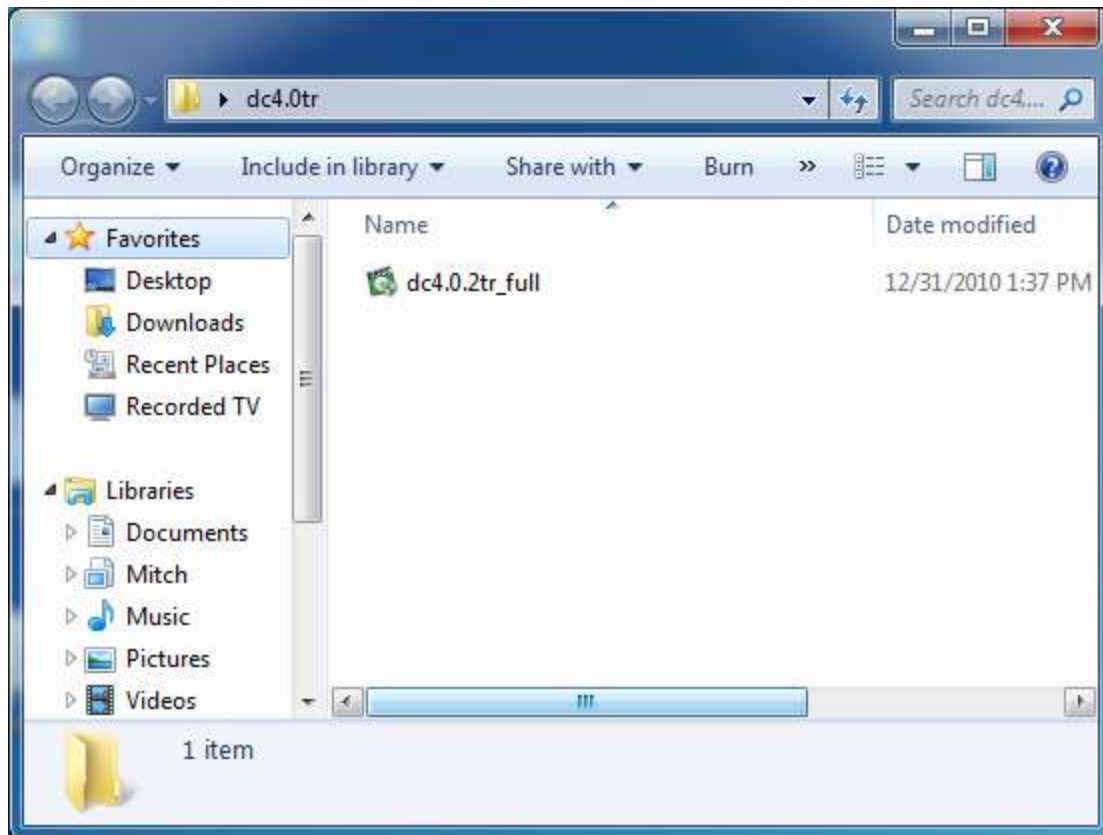 dc4.0tr
Search dc4....
Organize Include in library Share with Burn »
Favorites
Desktop
Downloads
Recent Places
Recorded TV
Libraries
Documents
Mitch
Music
Pictures
Videos
Name Date modified
dc4.0.2tr_full 12/31/2010 1:37 PM
1 item